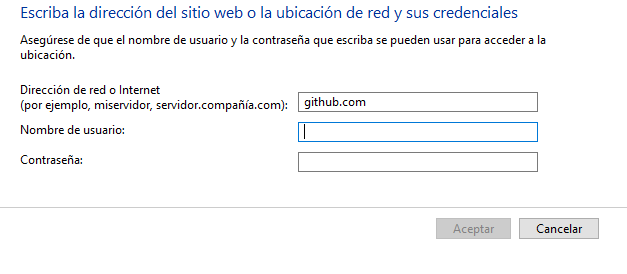 Escriba la dirección del sitio web o la ubicación de red y sus credenciales
Asegúrese de que el nombre de usuario y la contraseña que escriba se pueden usar para acceder a la
ubicación.
Dirección de red o Internet
(por ejemplo, miservidor, servidor.compañía.com):
github.com
Nombre de usuario:
Contraseña:
Aceptar
Cancelar